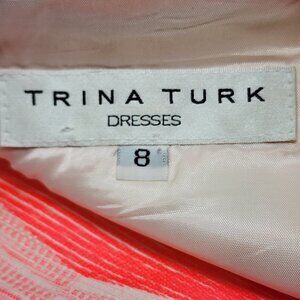 TRINA TURK
DRESSES
8